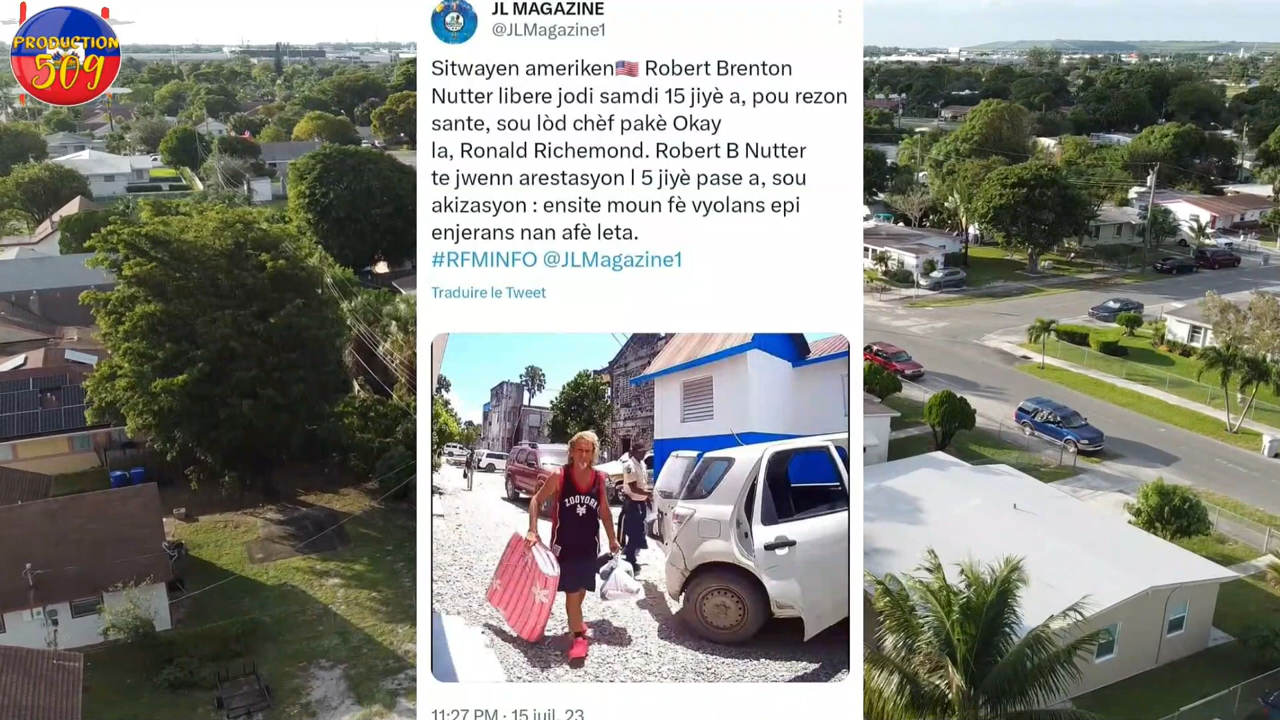 PRODUCTION
509
JL MAGAZINE
@JLMagazine1
Sitwayen ameriken🇺🇸 Robert Brenton
Nutter libere jodi samdi 15 jiyè a, pou rezon
sante, sou lòd chèf pakè Okay
la, Ronald Richemond. Robert B Nutter
te jwenn arestasyon l 5 jiyè pase a, sou
akizasyon : ensite moun fè vyolans epi
enjerans nan afè leta.
#RFMINFO @JLMagazine1
Traduire le Tweet
ZOOYORK
11:27 PM · 15 juil. 23